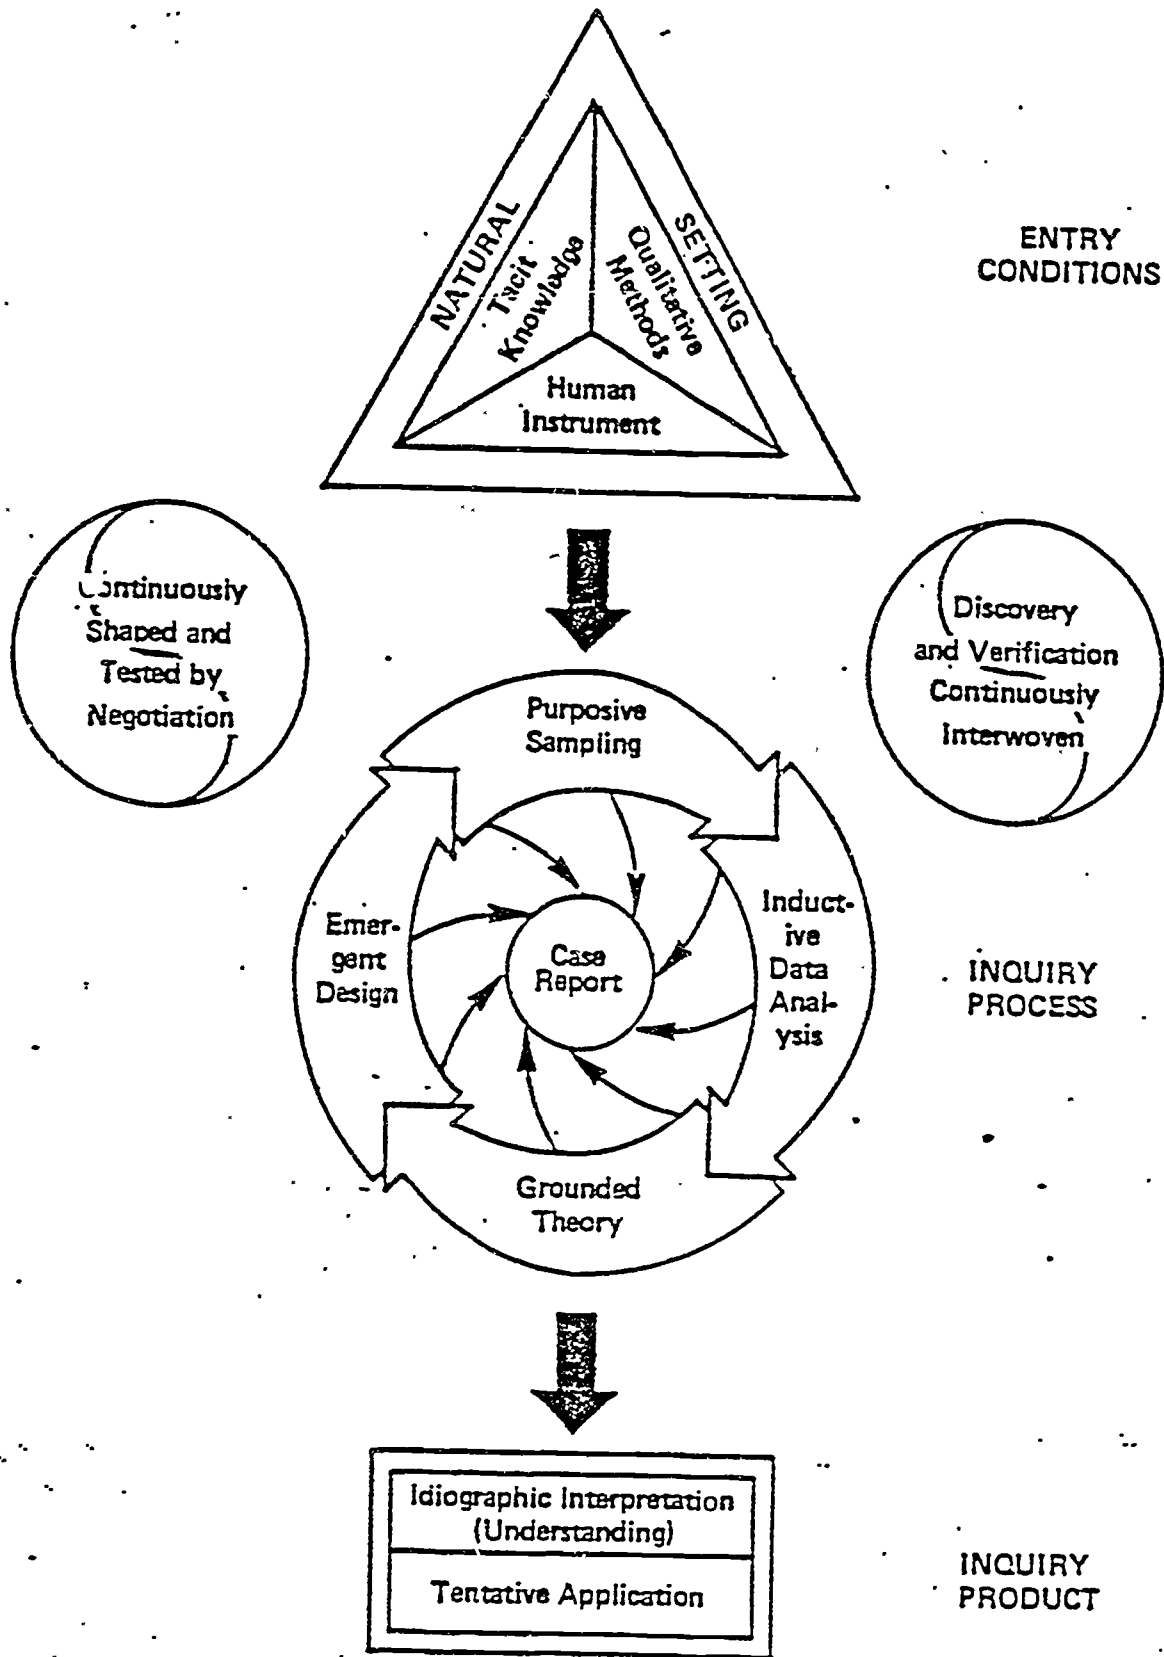 NATURAL
SETTING
Tacit
Knowledge
Qualitative
Methods
Human
Instrument
ENTRY
CONDITIONS
Continuously
Shaped and
Tested by
Negotiation
Discovery
and Verification
Continuously
Interwoven
Purposive
Sampling
Emer-
gent
Design
Case
Report
Induct-
ive
Data
Anal-
ysis
INQUIRY
PROCESS
Grounded
Theory
Idiographic Interpretation
(Understanding)
Tentative Application
INQUIRY
PRODUCT